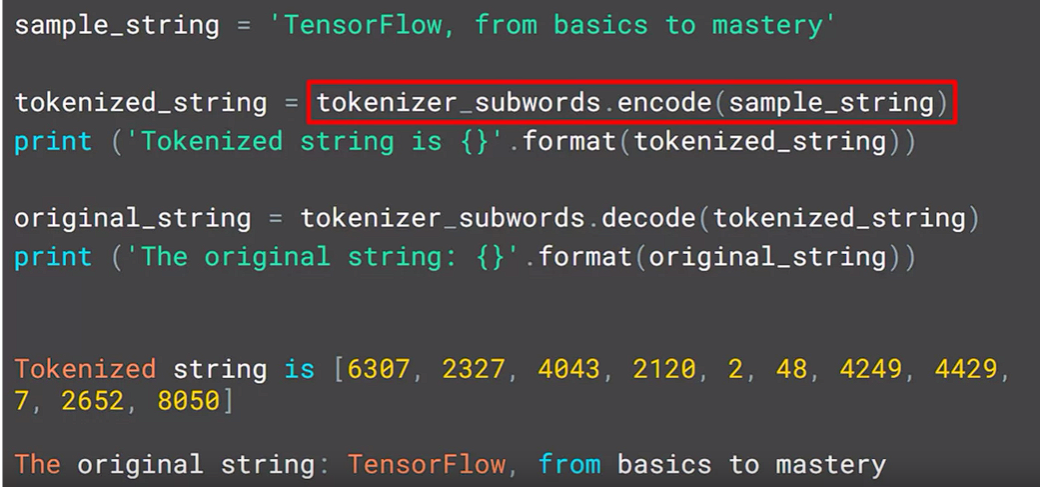 sample_string = 'TensorFlow, from basics to mastery'
tokenized_string = tokenizer_subwords.encode(sample_string)
print ('Tokenized string is {}'.format(tokenized_string))
original_string = tokenizer_subwords.decode(tokenized_string)
print ('The original string: {}'.format(original_string))
Tokenized string is [6307, 2327, 4043, 2120, 2, 48, 4249, 4429,
7, 2652, 8050]
The original string: TensorFlow, from basics to mastery